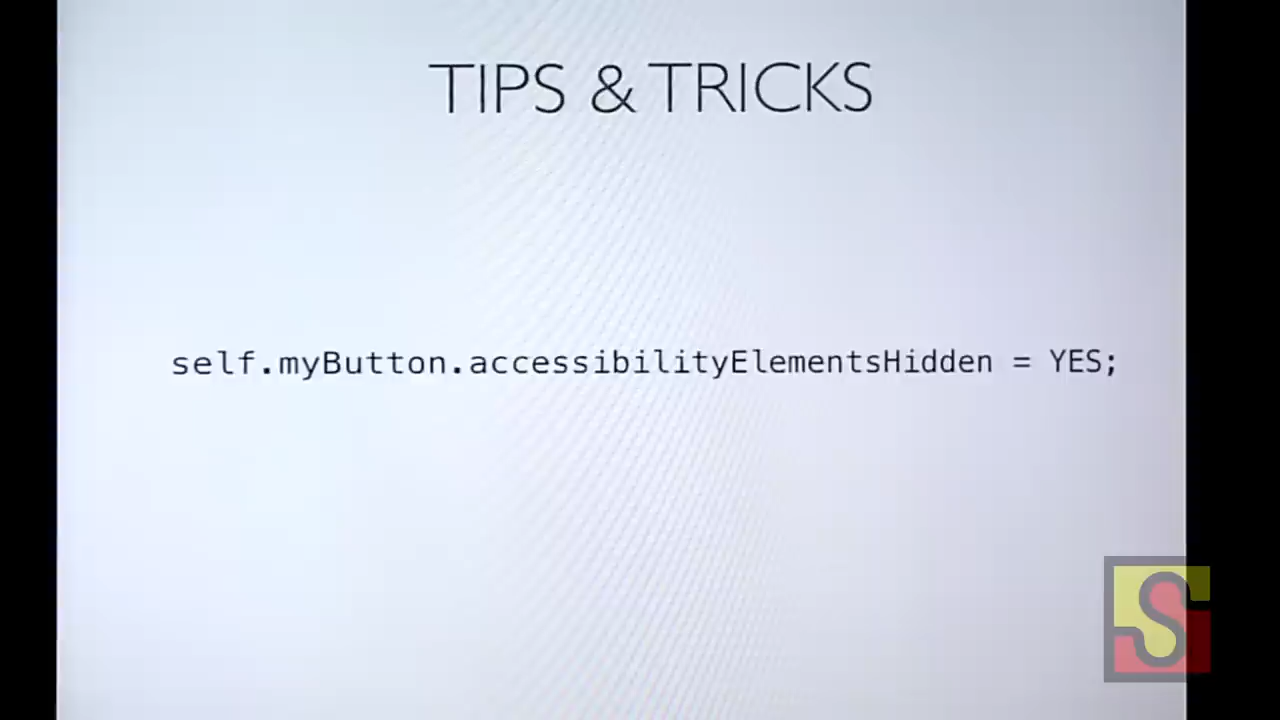 TIPS & TRICKS
self.myButton.accessibilityElementsHidden = YES;